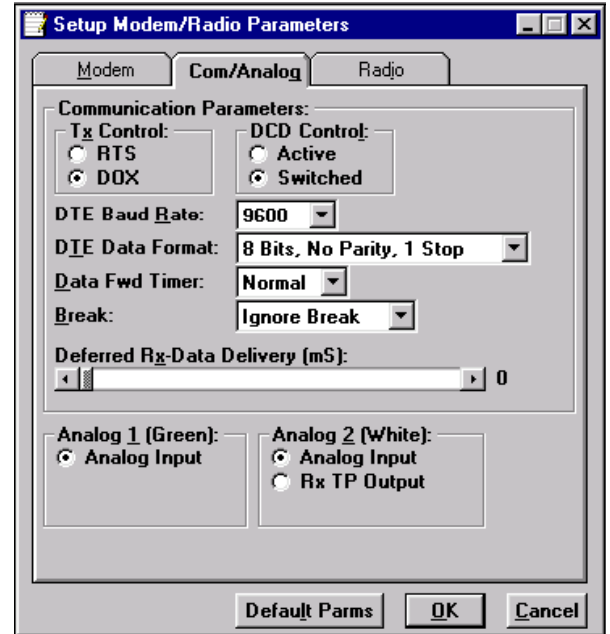 Setup Modem/Radio Parameters
Modem Com/Analog Radio
Communication Parameters:
Tx Control: DCD Control:
RTS Active
DOX Switched
DTE Baud Rate: 9600
DTE Data Format: 8 Bits, No Parity, 1 Stop
Data Fwd Timer: Normal
Break: Ignore Break
Deferred Rx-Data Delivery (mS):
0
Analog 1 (Green): Analog 2 (White):
Analog Input Analog Input
Rx TP Output
Default Parms OK Cancel